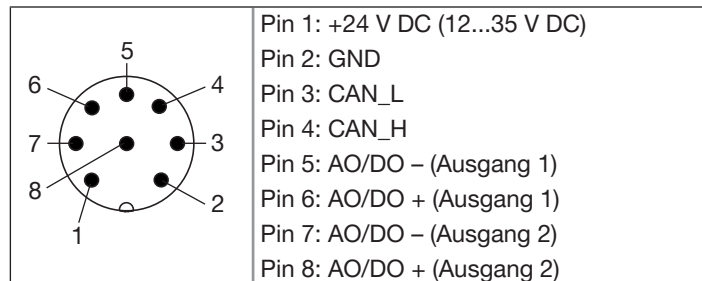 5
6
4
7
3
8
2
1
Pin 1: +24 V DC (12...35 V DC)
Pin 2: GND
Pin 3: CAN_L
Pin 4: CAN_H
Pin 5: AO/DO – (Ausgang 1)
Pin 6: AO/DO + (Ausgang 1)
Pin 7: AO/DO – (Ausgang 2)
Pin 8: AO/DO + (Ausgang 2)